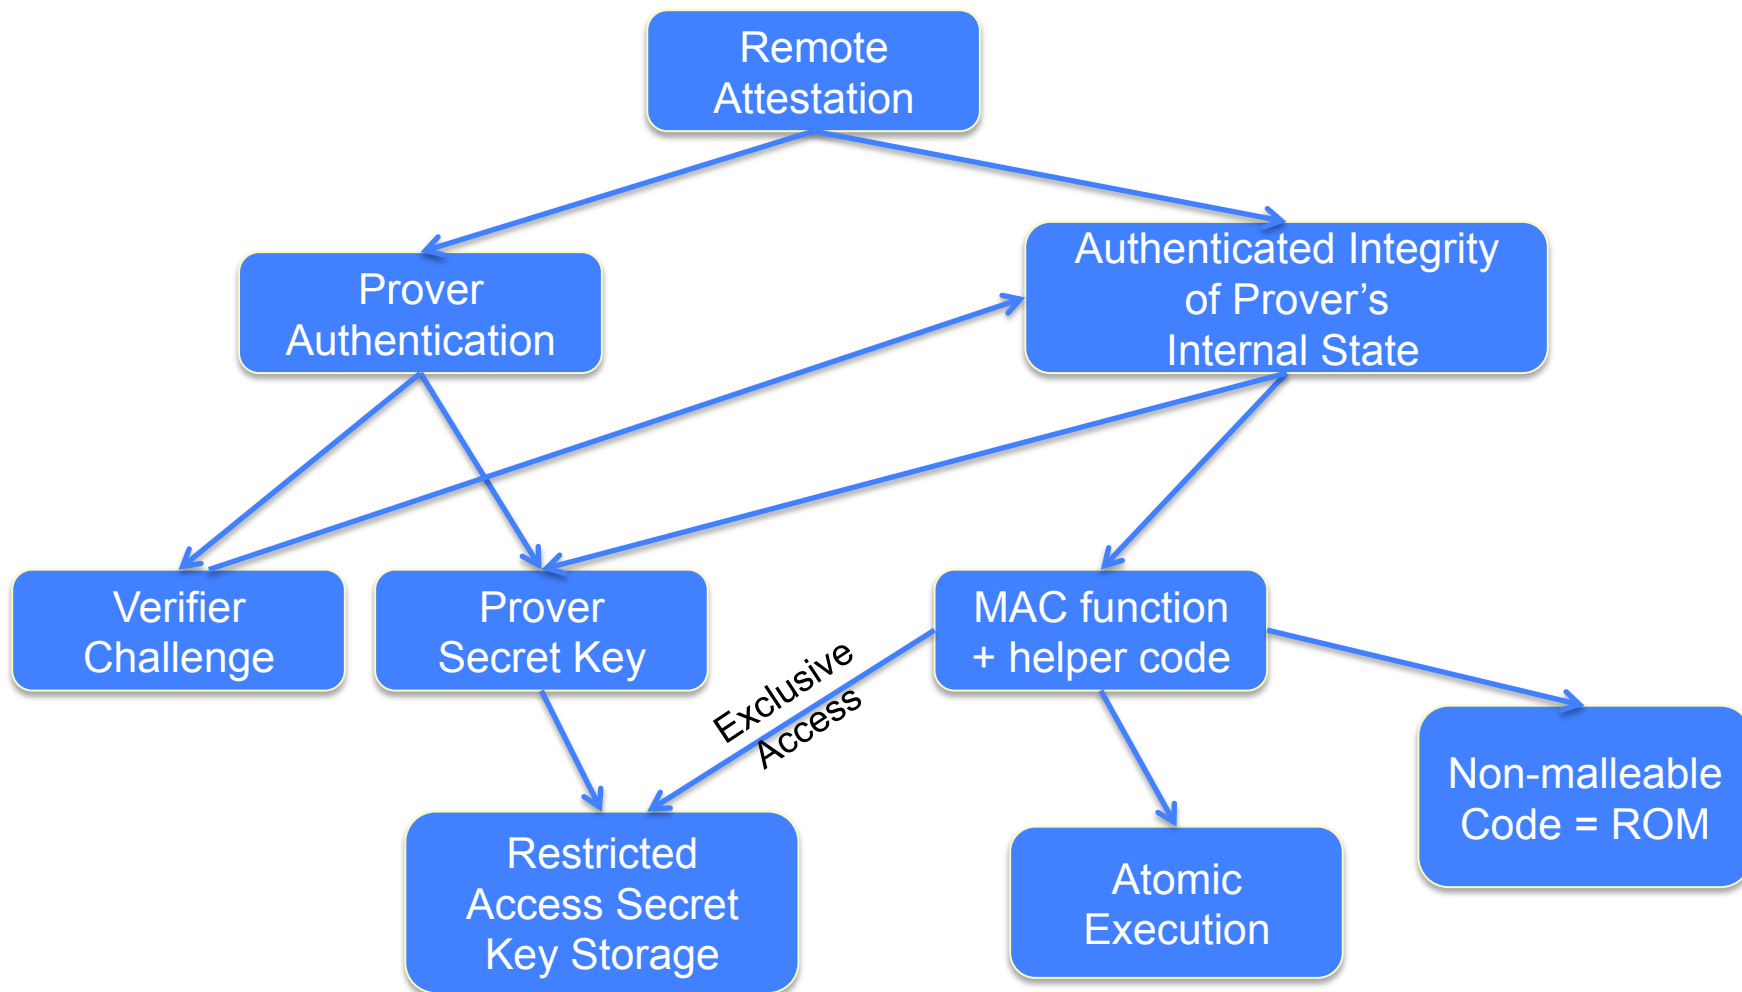 Remote
Attestation
Prover
Authentication
Authenticated Integrity
of Prover’s
Internal State
Verifier
Challenge
Prover
Secret Key
MAC function
+ helper code
Exclusive
Access
Non-malleable
Code = ROM
Restricted
Access Secret
Key Storage
Atomic
Execution